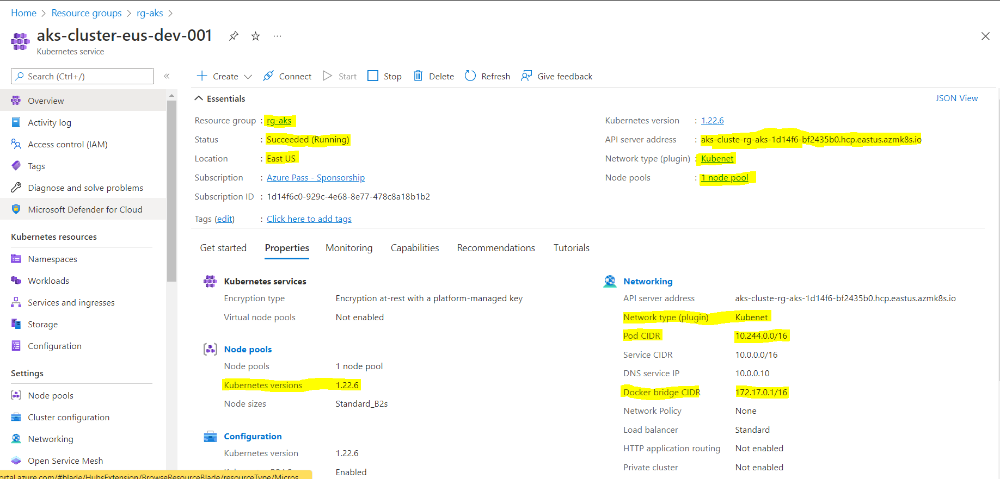 Home > Resource groups > rg-aks >
aks-cluster-eus-dev-001
Kubernetes service
Search (Ctrl+/)
Overview
Activity log
Access control (IAM)
Tags
Diagnose and solve problems
Microsoft Defender for Cloud
Kubernetes resources
Namespaces
Workloads
Services and ingresses
Storage
Configuration
Settings
Node pools
Cluster configuration
Networking
Open Service Mesh
Create Connect Start Stop Delete Refresh Give feedback
Essentials
JSON View
Resource group : rg-aks
Status : Succeeded (Running)
Location : East US
Subscription : Azure Pass - Sponsorship
Subscription ID : 1d14f6c0-929c-4e68-8e77-478c8a18b1b2
Tags (edit) : Click here to add tags
Kubernetes version : 1.22.6
API server address : aks-cluste-rg-aks-1d14f6-bf2435b0.hcp.eastus.azmk8s.io
Network type (plugin) : Kubenet
Node pools : 1 node pool
Get started Properties Monitoring Capabilities Recommendations Tutorials
Kubernetes services
Encryption type Encryption at-rest with a platform-managed key
Virtual node pools Not enabled
Node pools
Node pools 1 node pool
Kubernetes versions 1.22.6
Node sizes Standard_B2s
Configuration
Kubernetes version 1.22.6
Enabled
Networking
API server address aks-cluste-rg-aks-1d14f6-bf2435b0.hcp.eastus.azmk8s.io
Network type (plugin) Kubenet
Pod CIDR 10.244.0.0/16
Service CIDR 10.0.0.0/16
DNS service IP 10.0.0.10
Docker bridge CIDR 172.17.0.1/16
Network Policy None
Load balancer Standard
HTTP application routing Not enabled
Private cluster Not enabled
ortal.azure.com/#blade/HubsExtension/BrowseResourceBlade/resourceType/Micros